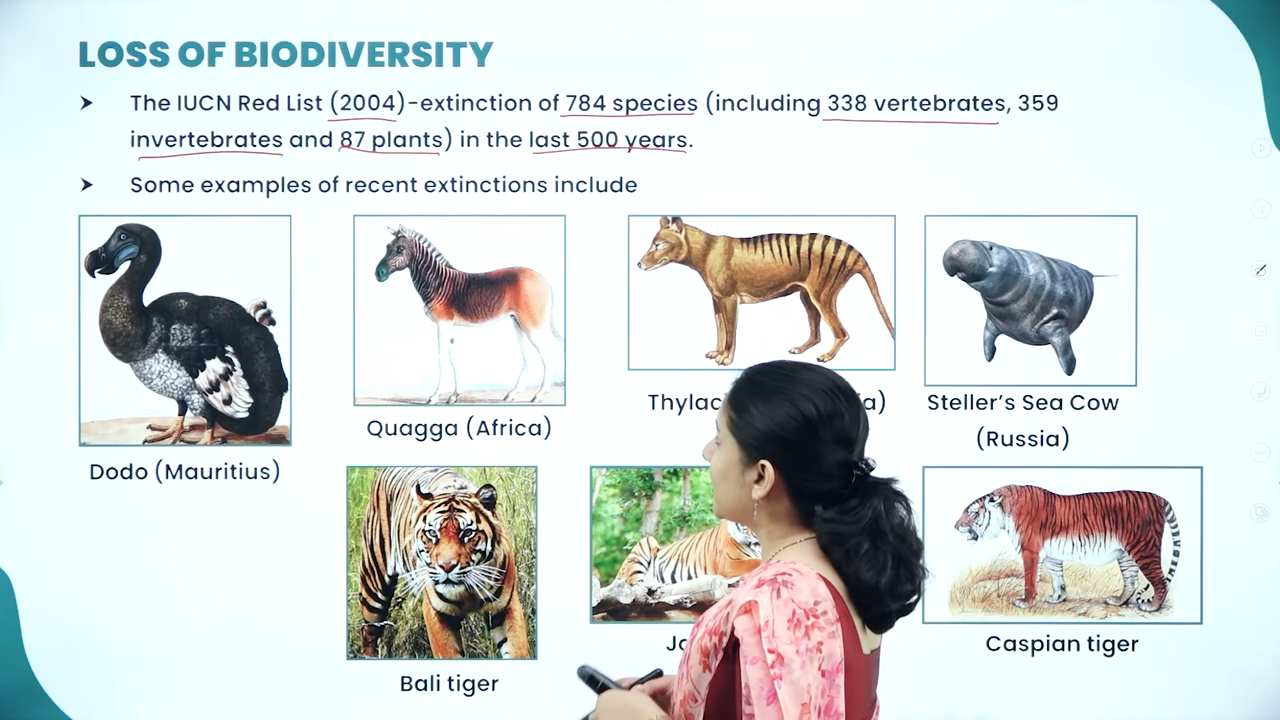 LOSS OF BIODIVERSITY
➤ The IUCN Red List (2004)-extinction of 784 species (including 338 vertebrates, 359
invertebrates and 87 plants) in the last 500 years.
➤ Some examples of recent extinctions include
Dodo (Mauritius)
Quagga (Africa)
Steller's Sea Cow
(Russia)
Bali tiger
Caspian tiger